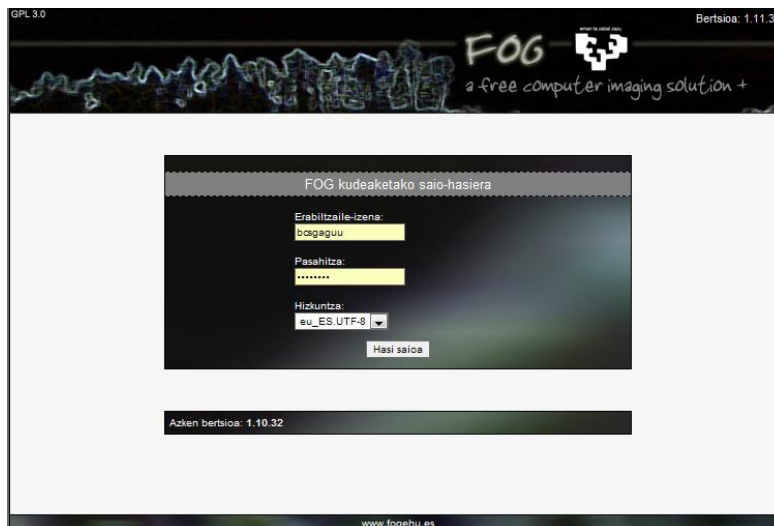 GPL 3.0
Bertsioa: 1.11.3
FOG
a free computer imaging solution +
FOG kudeaketako saio-hasiera
Erabiltzaile-izena:
bcsgaguu
Pasahitza:
••••••••
Hizkuntza:
eu_ES.UTF-8
Hasi saioa
Azken bertsioa: 1.10.32
www.fogehu.es